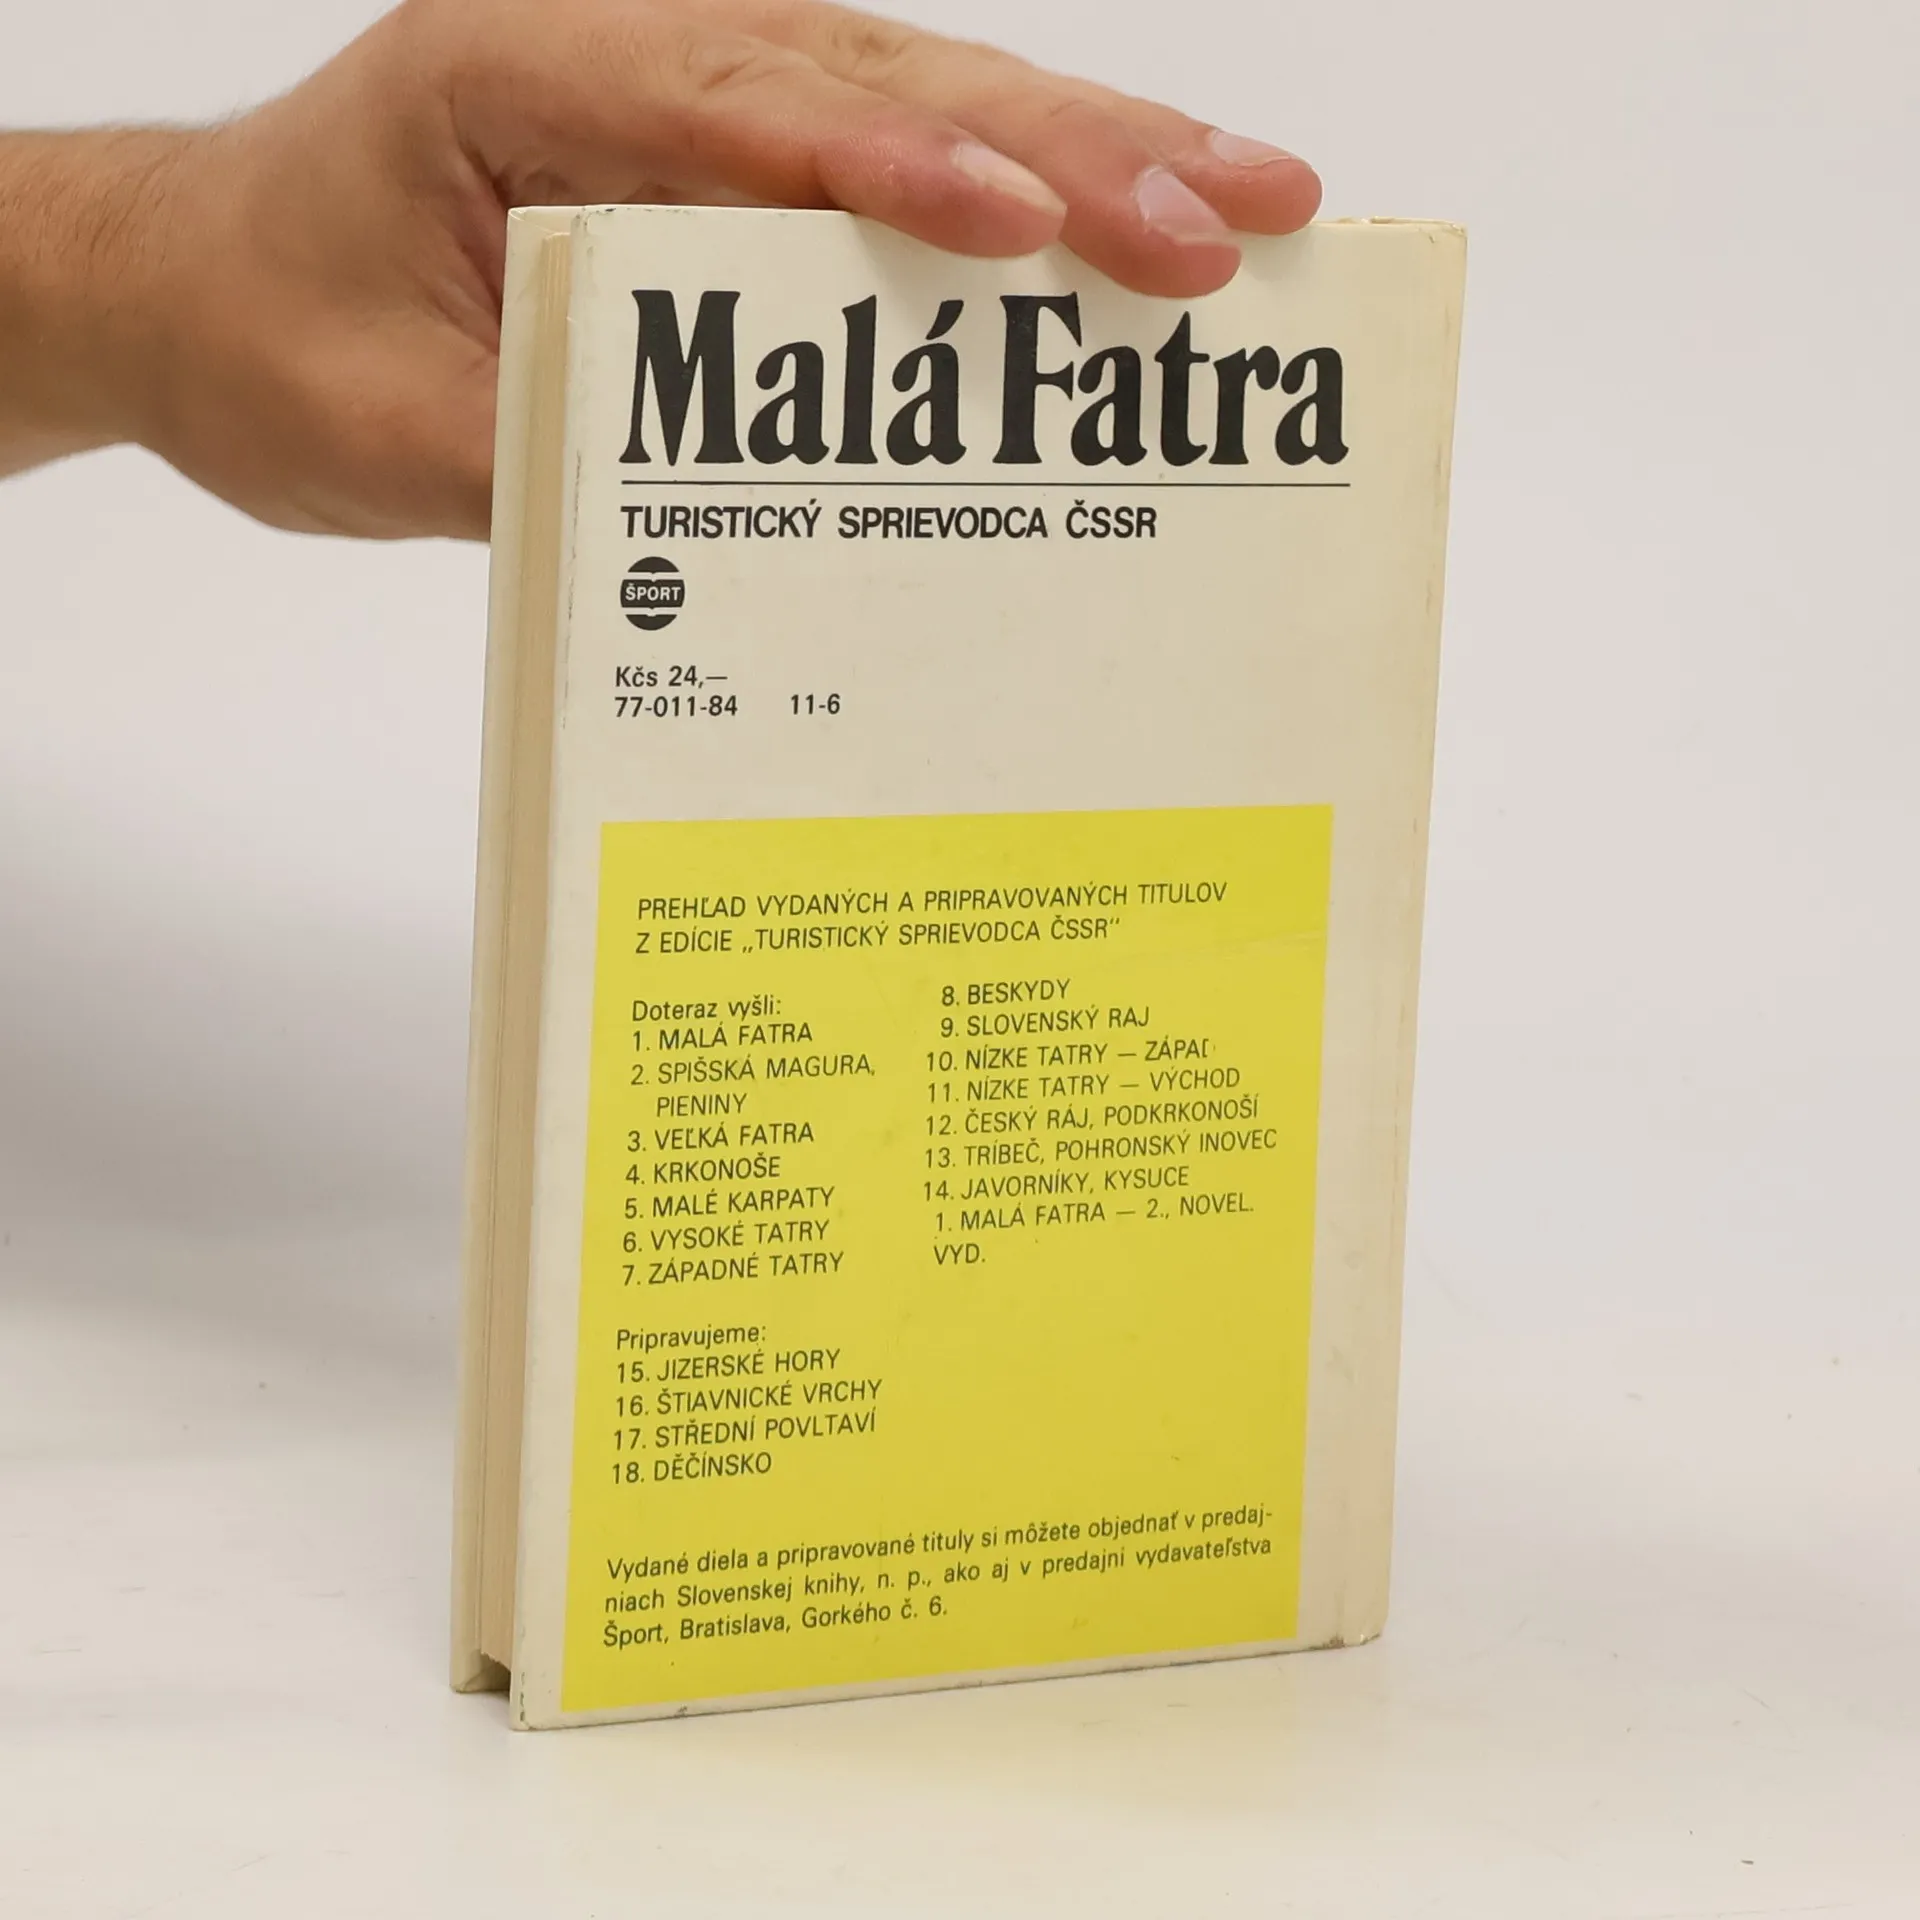 Malá Fatra
TURISTICKÝ SPRIEVODCA ČSSR
ŠPORT
Kčs 24,—
77-011-84 11-6
PREHĽAD VYDANÝCH A PRIPRAVOVANÝCH TITULOV
Z EDÍCIE „TURISTICKÝ SPRIEVODCA ČSSR"
Doteraz vyšli:
1. MALÁ FATRA
2. SPIŠSKÁ MAGURA,
PIENINY
3. VEĽKÁ FATRA
4. KRKONOŠE
5. MALÉ KARPATY
6. VYSOKÉ TATRY
7. ZÁPADNÉ TATRY
8. BESKYDY
9. SLOVENSKÝ RAJ
10. NÍZKE TATRY — ZÁPAD
11. NÍZKE TATRY — VÝCHOD
12. ČESKÝ RÁJ, PODKRKONOŠÍ
13. TRÍBEČ, POHRONSKÝ INOVEC
14. JAVORNÍKY, KYSUCE
1. MALÁ FATRA — 2., NOVEL.
VYD.
Pripravujeme:
15. JIZERSKÉ HORY
16. ŠTIAVNICKÉ VRCHY
17. STŘEDNÍ POVLTAVÍ
18. DĚČÍNSKO
Vydané diela a pripravované tituly si môžete objednať v predaj-
niach Slovenskej knihy, n. p., ako aj v predajni vydavateľstva
Šport, Bratislava, Gorkého č. 6.